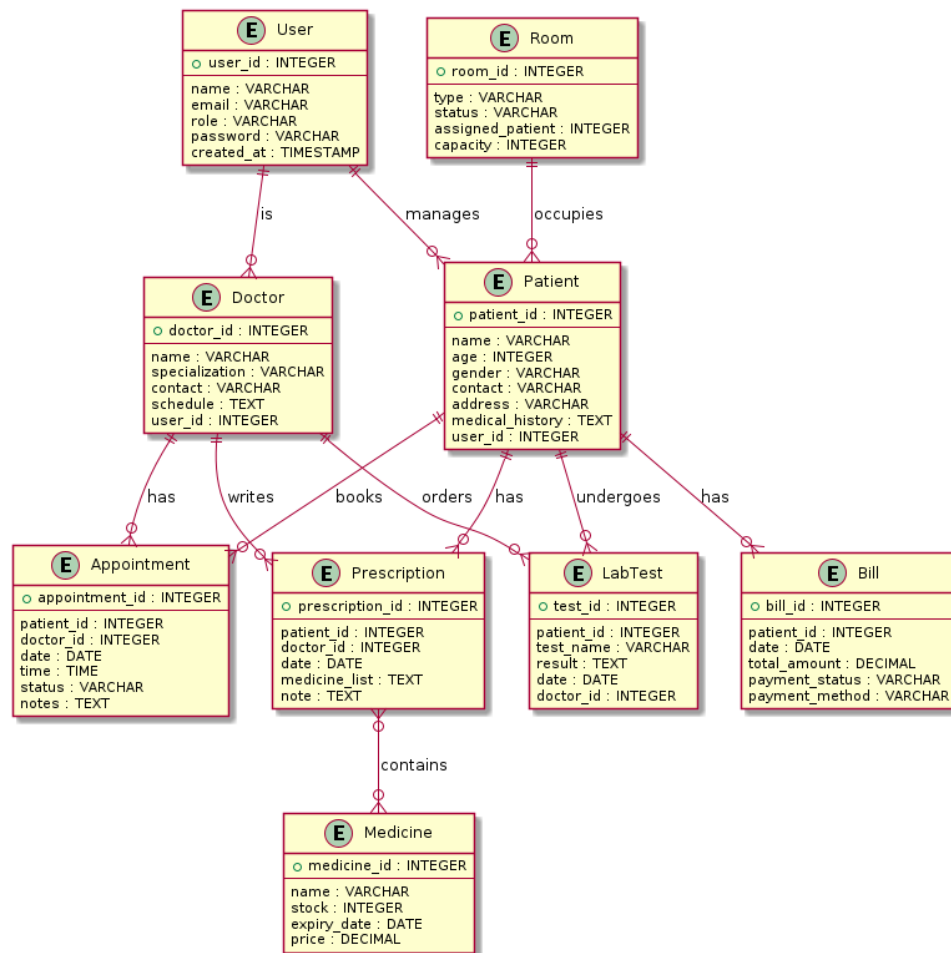 E User
user_id : INTEGER
name : VARCHAR
email : VARCHAR
role : VARCHAR
password : VARCHAR
created_at : TIMESTAMP
E Room
room_id : INTEGER
type : VARCHAR
status : VARCHAR
assigned_patient : INTEGER
capacity : INTEGER
is
manages
occupies
E Doctor
doctor_id : INTEGER
name : VARCHAR
specialization : VARCHAR
contact : VARCHAR
schedule : TEXT
user_id : INTEGER
E Patient
patient_id : INTEGER
name : VARCHAR
age : INTEGER
gender : VARCHAR
contact : VARCHAR
address : VARCHAR
medical_history : TEXT
user_id : INTEGER
has
writes
books
orders
has
undergoes
has
E Appointment
appointment_id : INTEGER
patient_id : INTEGER
doctor_id : INTEGER
date : DATE
time : TIME
status : VARCHAR
notes : TEXT
E Prescription
prescription_id : INTEGER
patient_id : INTEGER
doctor_id : INTEGER
date : DATE
medicine_list : TEXT
note : TEXT
E LabTest
test_id : INTEGER
patient_id : INTEGER
test_name : VARCHAR
result : TEXT
date : DATE
doctor_id : INTEGER
E Bill
bill_id : INTEGER
patient_id : INTEGER
date : DATE
total_amount : DECIMAL
payment_status : VARCHAR
payment_method : VARCHAR
contains
E Medicine
medicine_id : INTEGER
name : VARCHAR
stock : INTEGER
expiry_date : DATE
price : DECIMAL